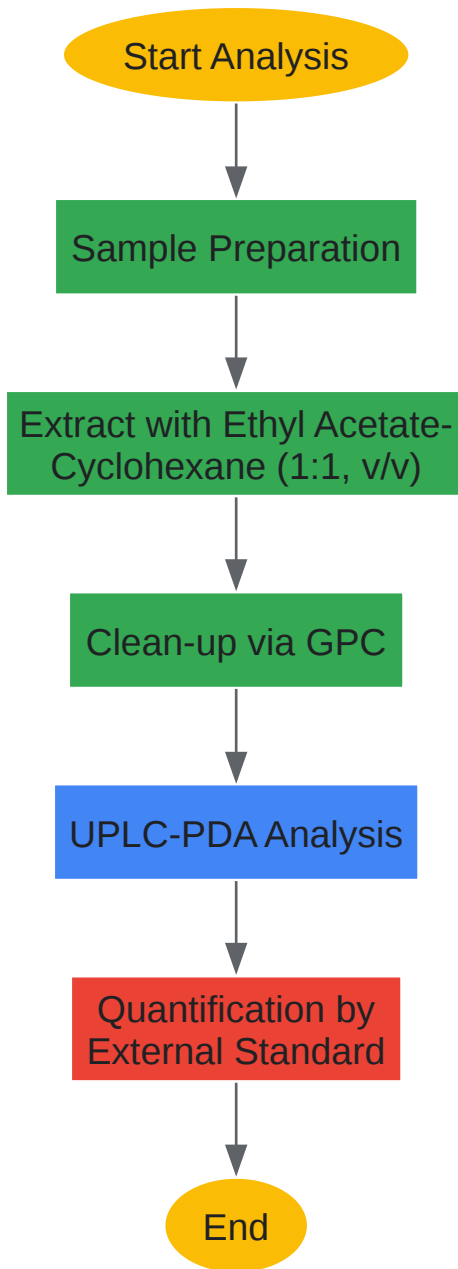 Start Analysis
Sample Preparation
Extract with Ethyl Acetate-
Cyclohexane (1:1, v/v)
Clean-up via GPC
UPLC-PDA Analysis
Quantification by
External Standard
End